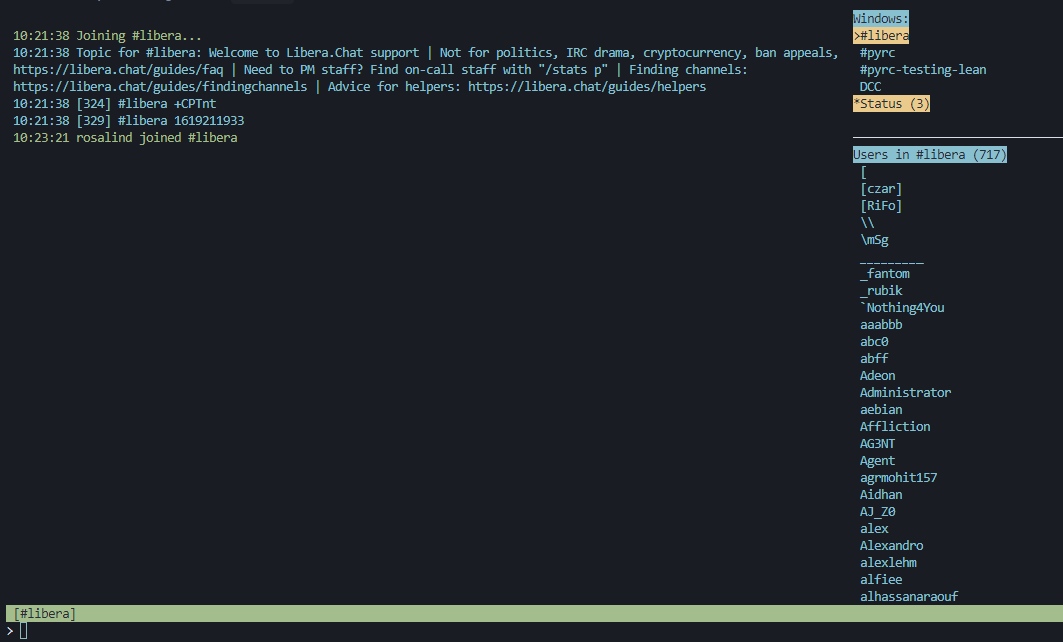 10:21:38 Joining #libera...
10:21:38 Topic for #libera: Welcome to Libera.Chat support | Not for politics, IRC drama, cryptocurrency, ban appeals,
https://libera.chat/guides/faq | Need to PM staff? Find on-call staff with "/stats p" | Finding channels:
https://libera.chat/guides/findingchannels | Advice for helpers: https://libera.chat/guides/helpers
10:21:38 [324] #libera +CPTnt
10:21:38 [329] #libera 1619211933
10:23:21 rosalind joined #libera
Windows:
>#libera
#pyrc
#pyrc-testing-lean
DCC
*Status (3)
Users in #libera (717)
[
[czar]
[RiFo]
\\
\mSg
_________
_fantom
_rubik
`Nothing4You
aaabbb
abc0
abff
Adeon
Administrator
aebian
Affliction
AG3NT
Agent
agrmohit157
Aidhan
AJ_Z0
alex
Alexandro
alexlehm
alfiee
alhassanaraouf
[#libera]
>